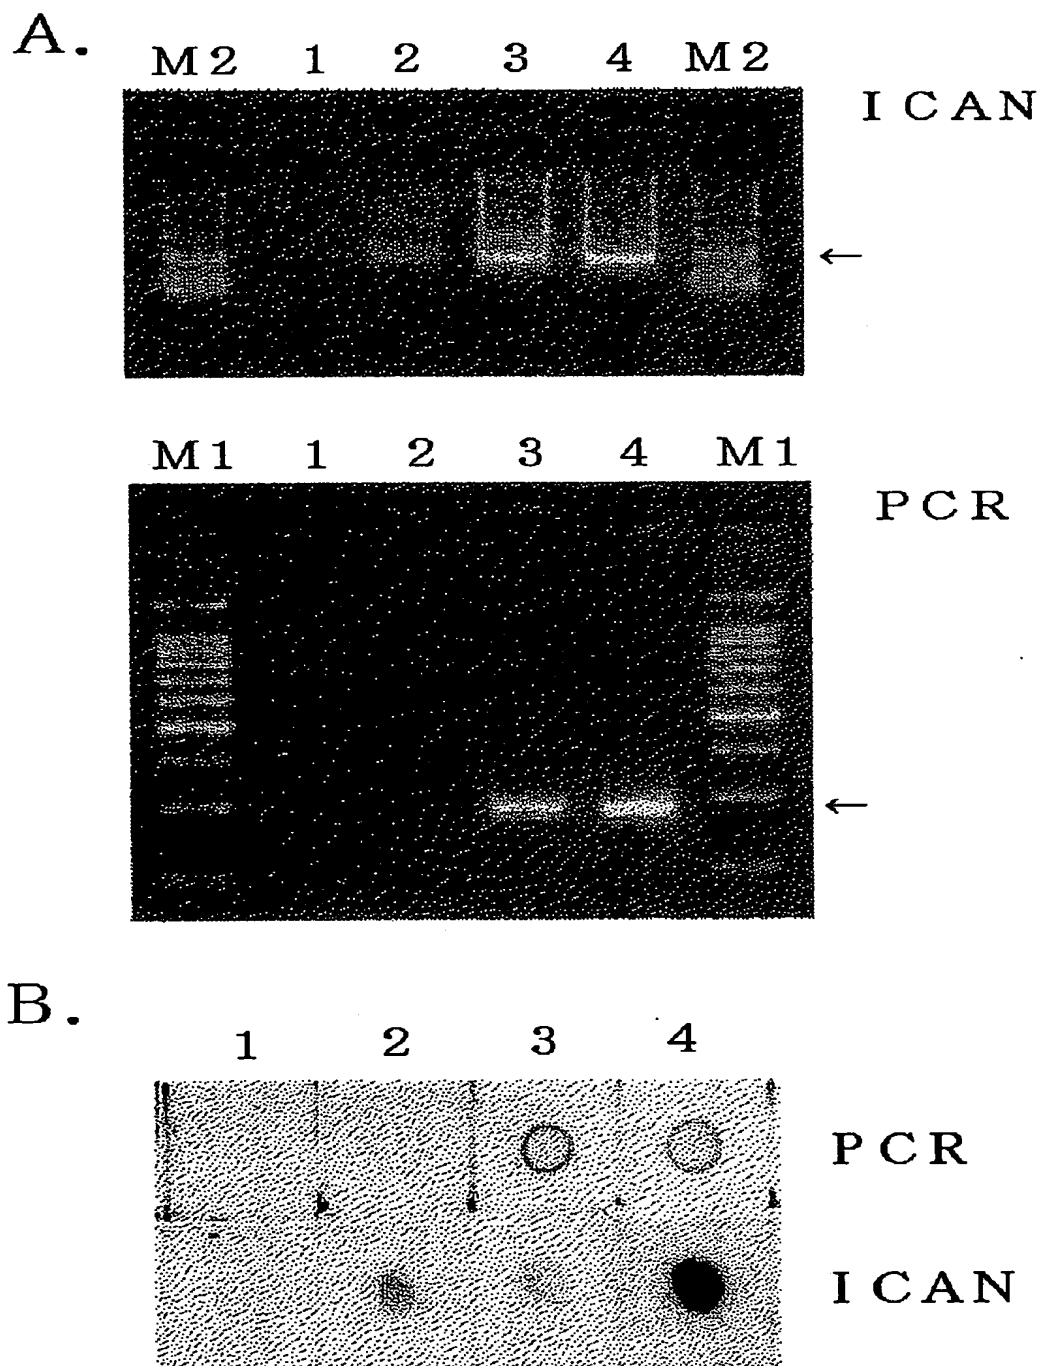 A.
M2 1 2 3 4 M2
ICAN
←
M1 1 2 3 4 M1
PCR
←
B.
1 2 3 4
PCR
ICAN